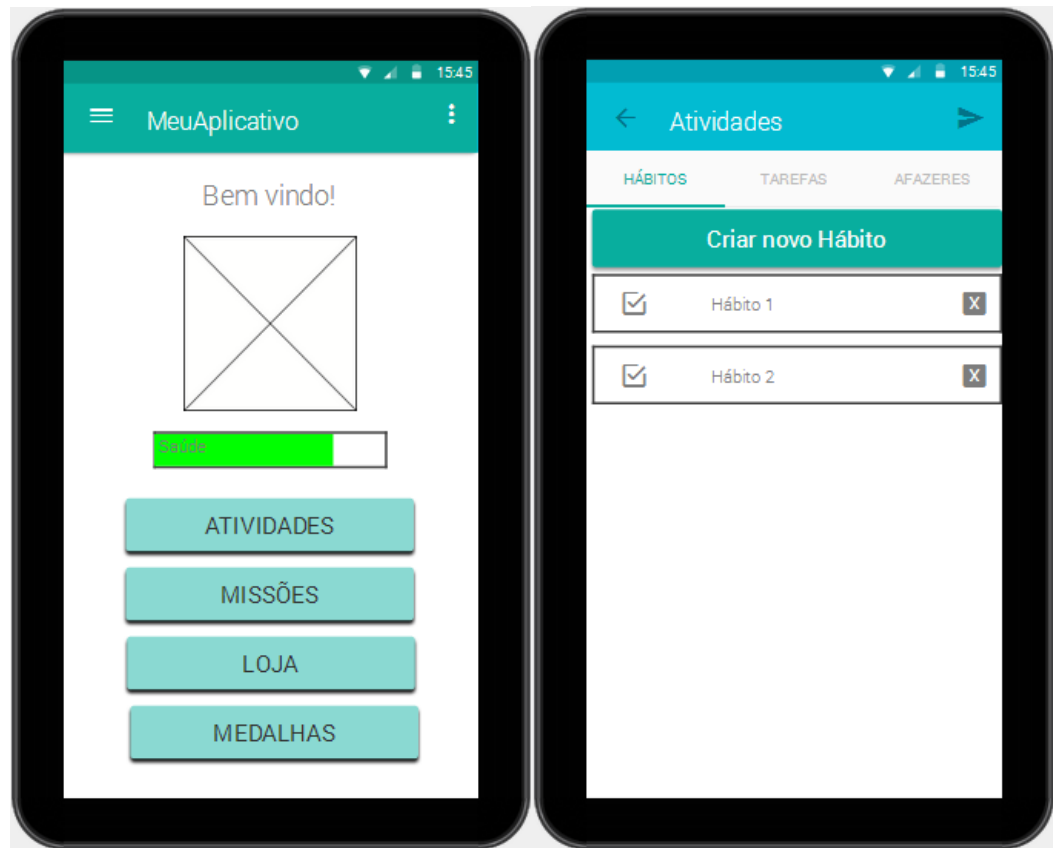 15:45
MeuAplicativo
Bem vindo!
Saúde
ATIVIDADES
MISSÕES
LOJA
MEDALHAS
15:45
Atividades
HÁBITOS TAREFAS AFAZERES
Criar novo Hábito
Hábito 1 X
Hábito 2 X